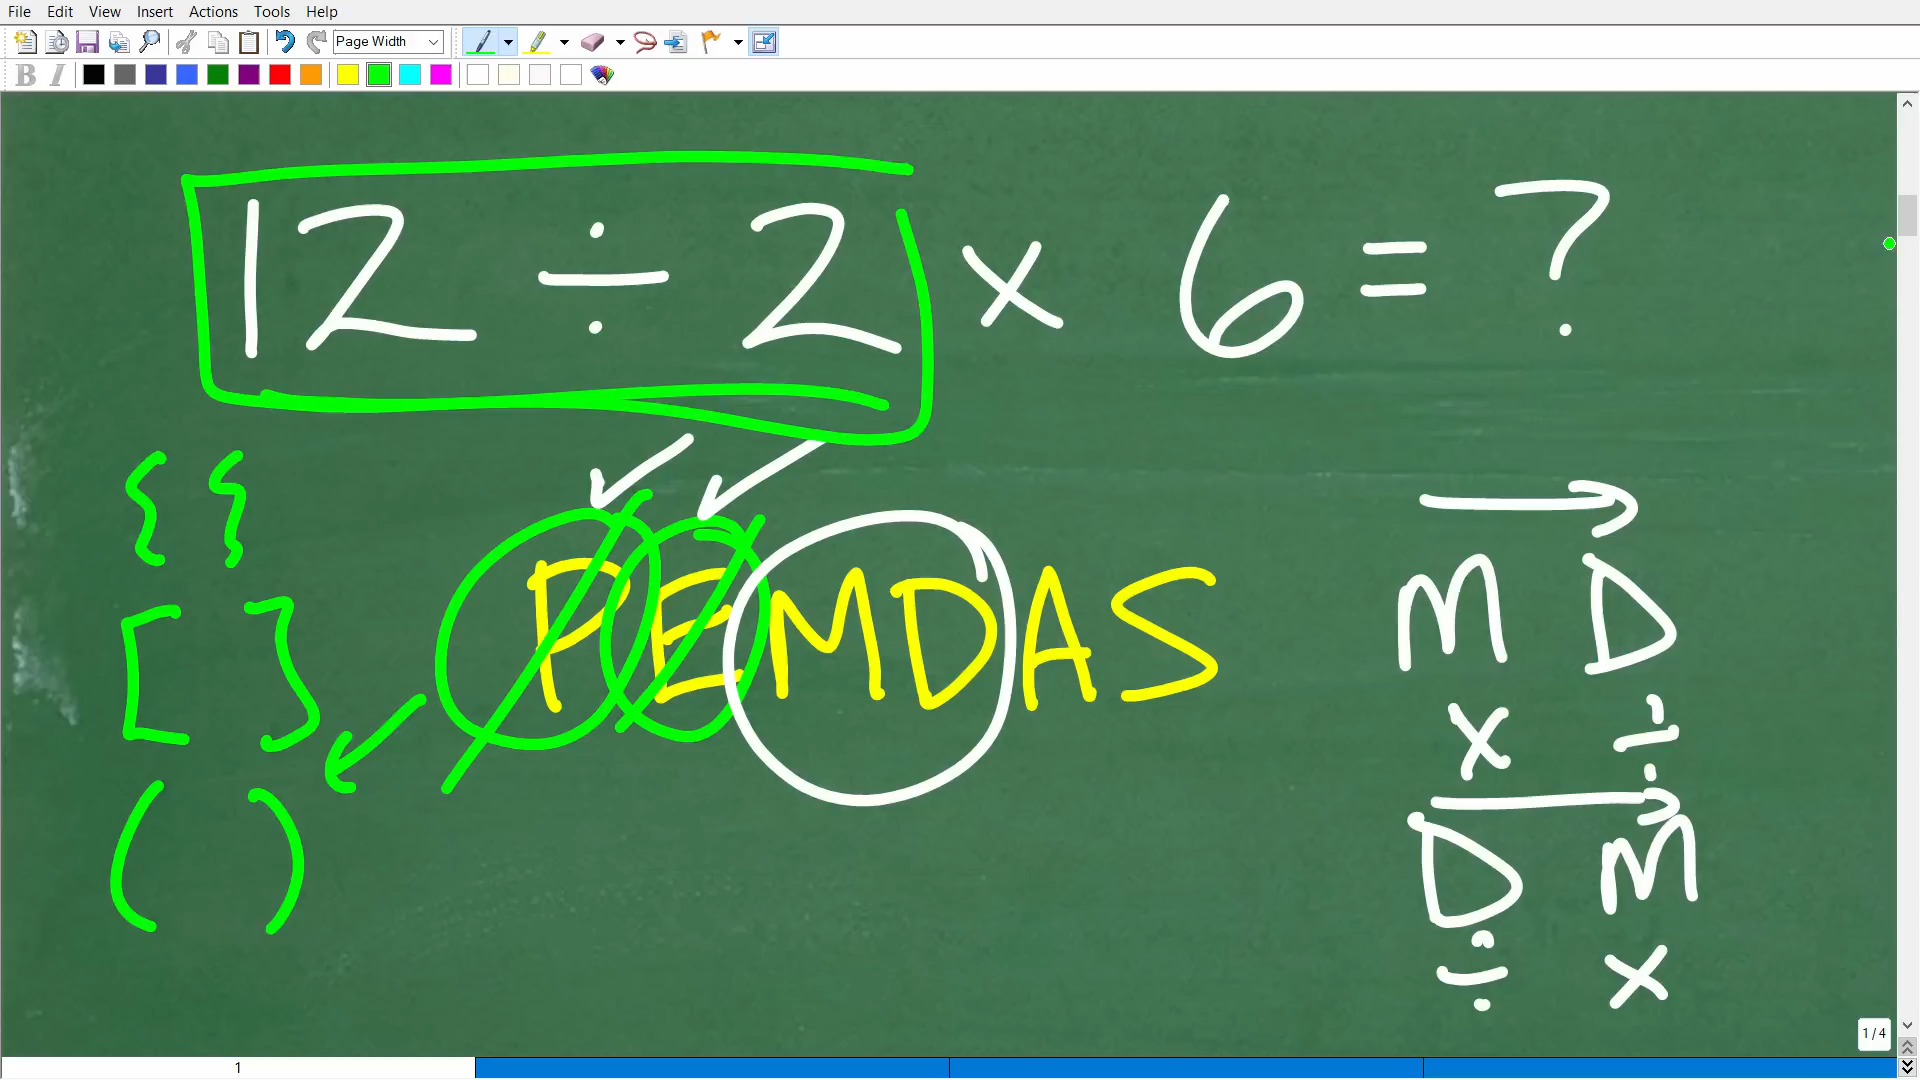 File Edit View Insert Actions Tools Help
Page Width
B I
12 ÷ 2 x 6 = ?
{ {
PEMDAS
M D
x ÷
[ ]
D M
÷ x
( )
1 / 4
1